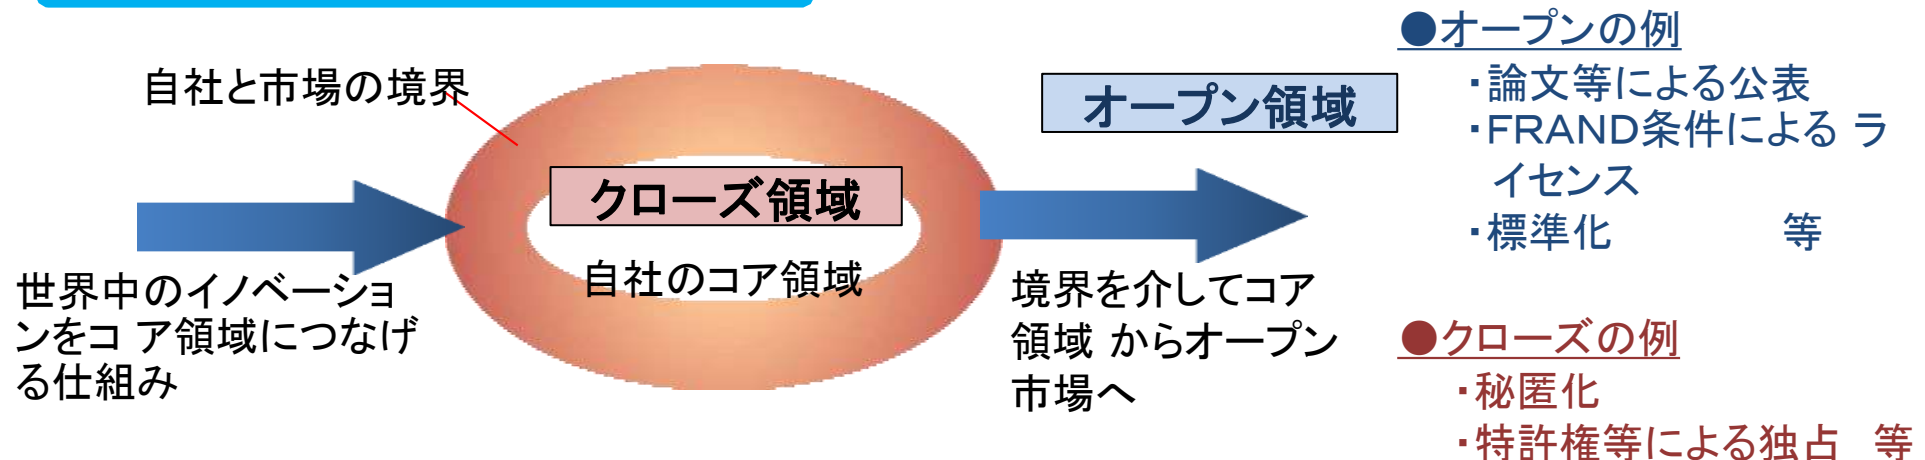 自社と市場の境界
クローズ領域
自社のコア領域
世界中のイノベーショ
ンをコ ア領域につなげ
る仕組み
オープン領域
境界を介してコア
領域 からオープン
市場へ
●オープンの例
・論文等による公表
・FRAND条件による ラ
イセンス
・標準化 等
●クローズの例
・秘匿化
・特許権等による独占 等